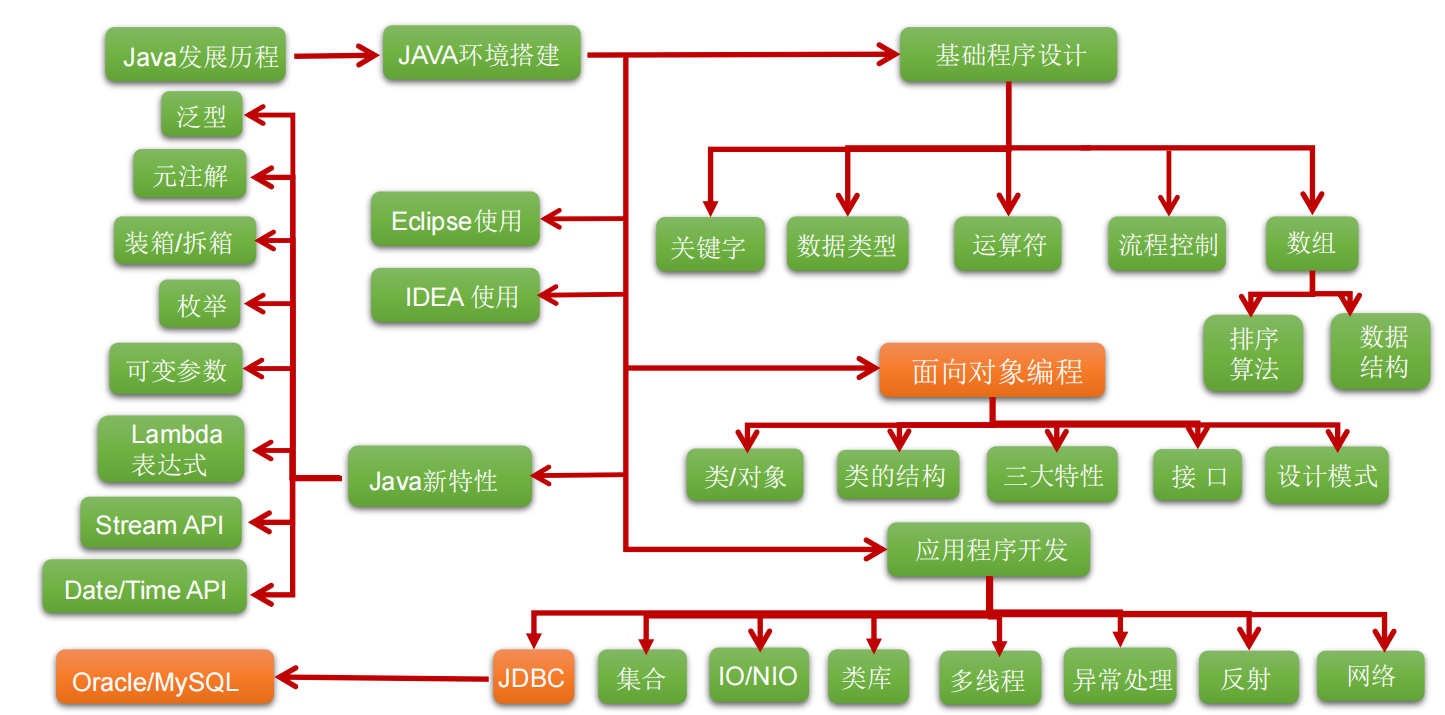 Java发展历程
JAVA环境搭建
基础程序设计
泛型
元注解
装箱/拆箱
枚举
可变参数
Lambda
表达式
Stream API
Date/Time API
Eclipse使用
IDEA 使用
Java新特性
关键字
数据类型
运算符
流程控制
数组
排序
算法
数据
结构
面向对象编程
类/对象
类的结构
三大特性
接 口
设计模式
应用程序开发
Oracle/MySQL
JDBC
集合
IO/NIO
类库
多线程
异常处理
反射
网络